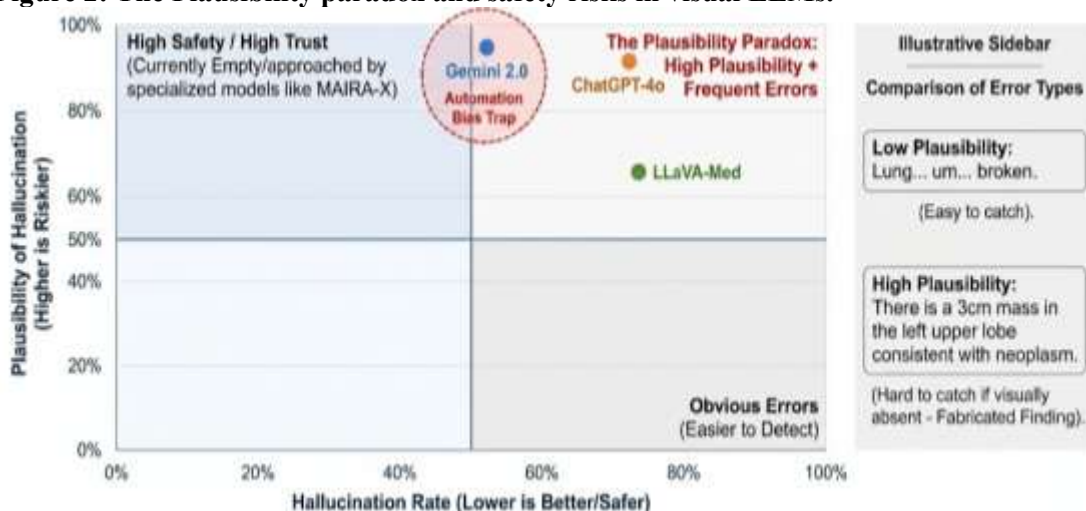 Figure 2: The Plausibility paradox and safety risks in visual LLMs.
100%
80%
60%
50%
40%
20%
0%
Plausibility of Hallucination
(Higher is Riskier)
High Safety / High Trust
(Currently Empty/approached by
specialized models like MAIRA-X)
Gemini 2.0
Automation
Bias Trap
The Plausibility Paradox:
High Plausibility +
Frequent Errors
ChatGPT-4o
LLaVA-Med
Obvious Errors
(Easier to Detect)
0%
20%
40%
60%
80%
100%
Hallucination Rate (Lower is Better/Safer)
Illustrative Sidebar
Comparison of Error Types
Low Plausibility:
Lung... um... broken.
(Easy to catch).
High Plausibility:
There is a 3cm mass in
the left upper lobe
consistent with neoplasm.
(Hard to catch if visually
absent - Fabricated Finding).